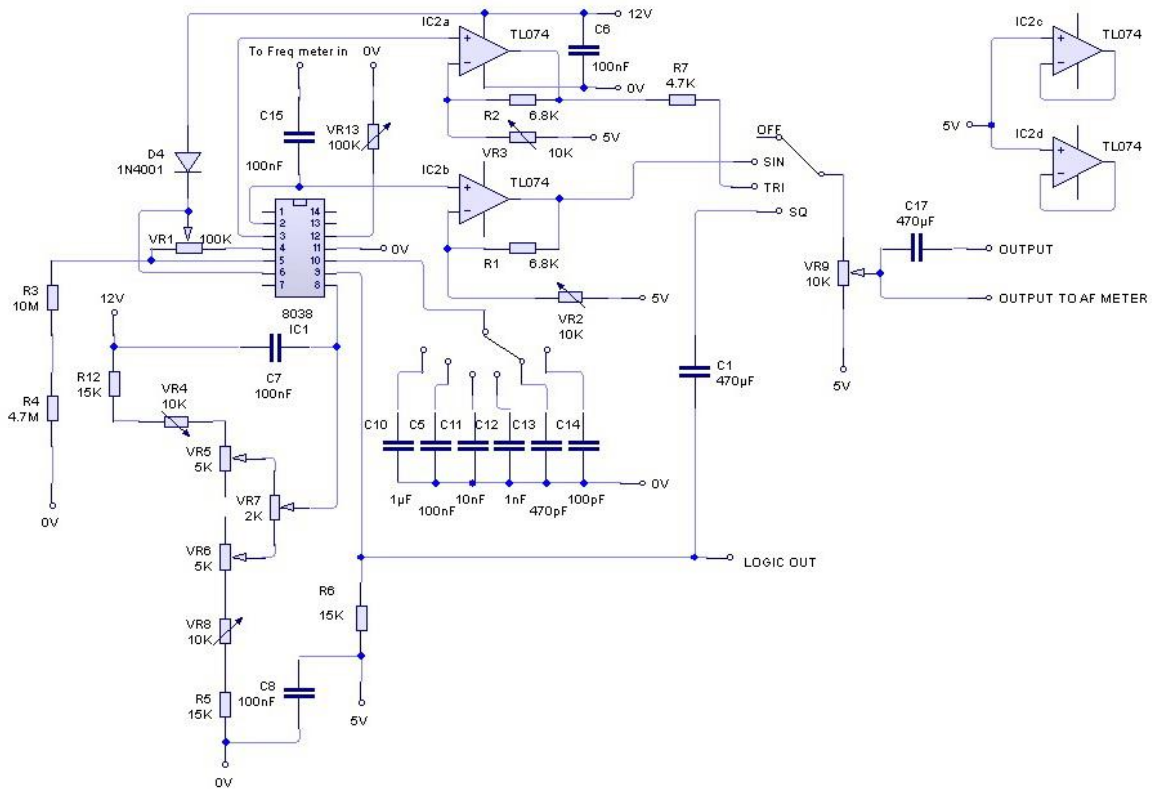 IC2a
12V
IC2c
TL074
C6
TL074
To Freq meter in
0V
100nF
0V
R7
4.7K
C15
R2
6.8K
VR13
100K
5V
10K
OFF
5V
IC2d
TL074
D4
1N4001
100nF
VR3
IC2b
TL074
SIN
TRI
SQ
1
14
2
13
3
12
4
11
5
10
6
9
7
8
C17
470µF
VR1
100K
0V
R1
6.8K
OUTPUT
VR9
10K
OUTPUT TO AF METER
R3
10M
12V
8038
IC1
5V
VR2
10K
C7
100nF
C1
470µF
5V
R12
15K
VR4
10K
R4
4.7M
C10
C5
C11
C12
C13
C14
VR5
5K
VR7
2K
0V
1µF
100nF
10nF
1nF
470pF
100pF
0V
VR6
5K
LOGIC OUT
R6
15K
VR8
10K
C8
100nF
R5
15K
5V
0V